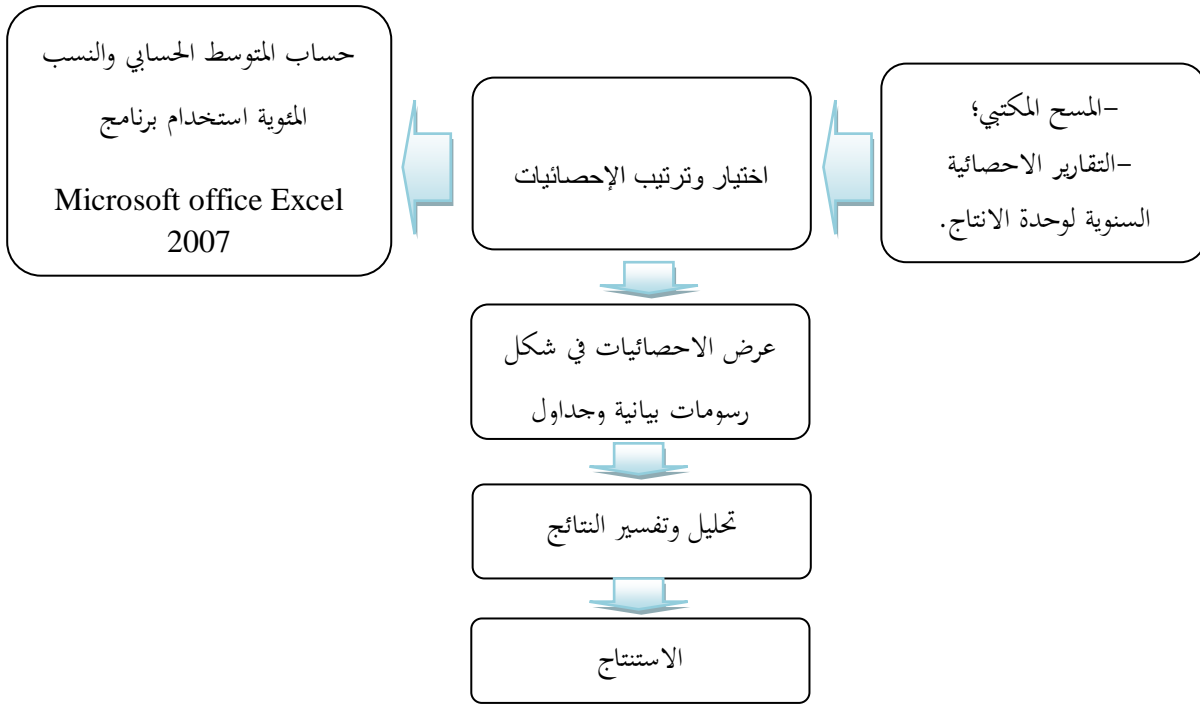 -المسح المكتبي؛
-التقارير الاحصائية
السنوية لوحدة الانتاج.
اختيار وترتيب الإحصائيات
حساب المتوسط الحسابي والنسب
المئوية استخدام برنامج
Microsoft office Excel
2007
عرض الاحصائيات في شكل
رسومات بيانية وجداول
تحليل وتفسير النتائج
الاستنتاج